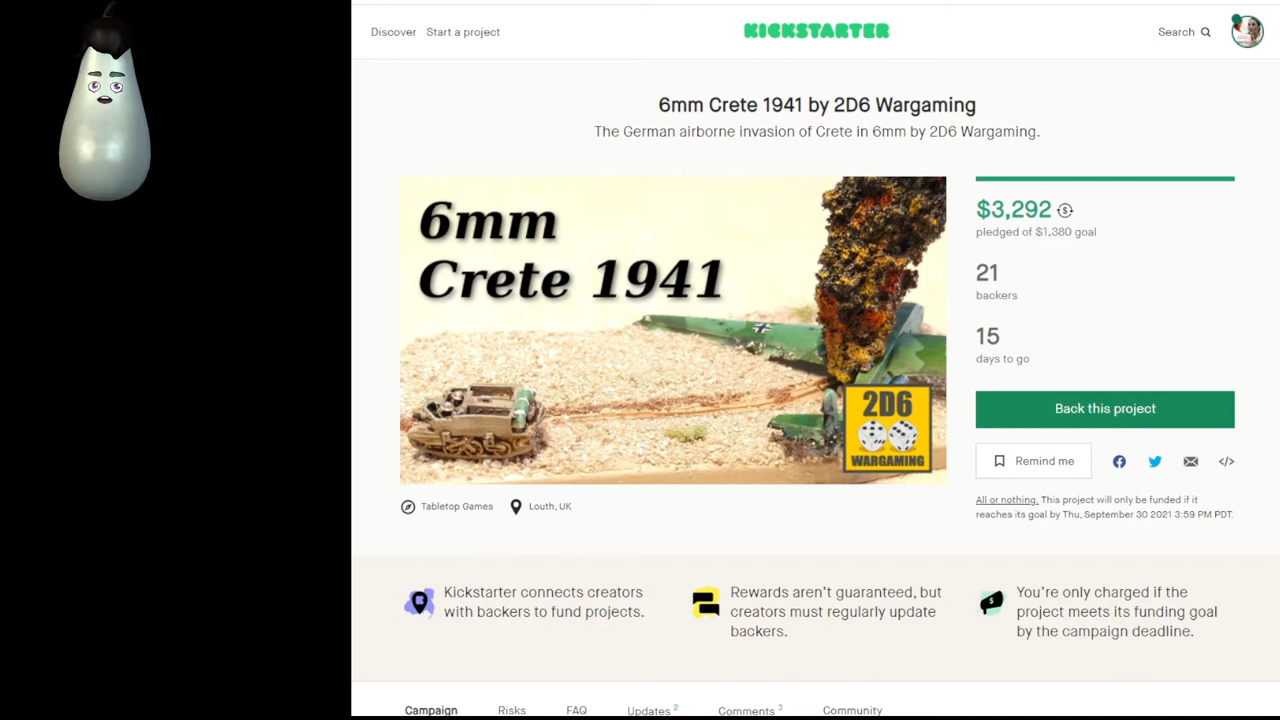 Discover Start a project KICKSTARTER Search
6mm Crete 1941 by 2D6 Wargaming
The German airborne invasion of Crete in 6mm by 2D6 Wargaming.
6mm
Crete 1941
2D6
WARGAMING
$3,292
pledged of $1,380 goal
21
backers
15
days to go
Back this project
Remind me
All or nothing. This project will only be funded if it
reaches its goal by Thu, September 30 2021 3:59 PM PDT.
Tabletop Games Louth, UK
Kickstarter connects creators
with backers to fund projects.
Rewards aren't guaranteed, but
creators must regularly update
backers.
You're only charged if the
project meets its funding goal
by the campaign deadline.
Campaign Risks FAQ Updates 2 Comments 3 Community